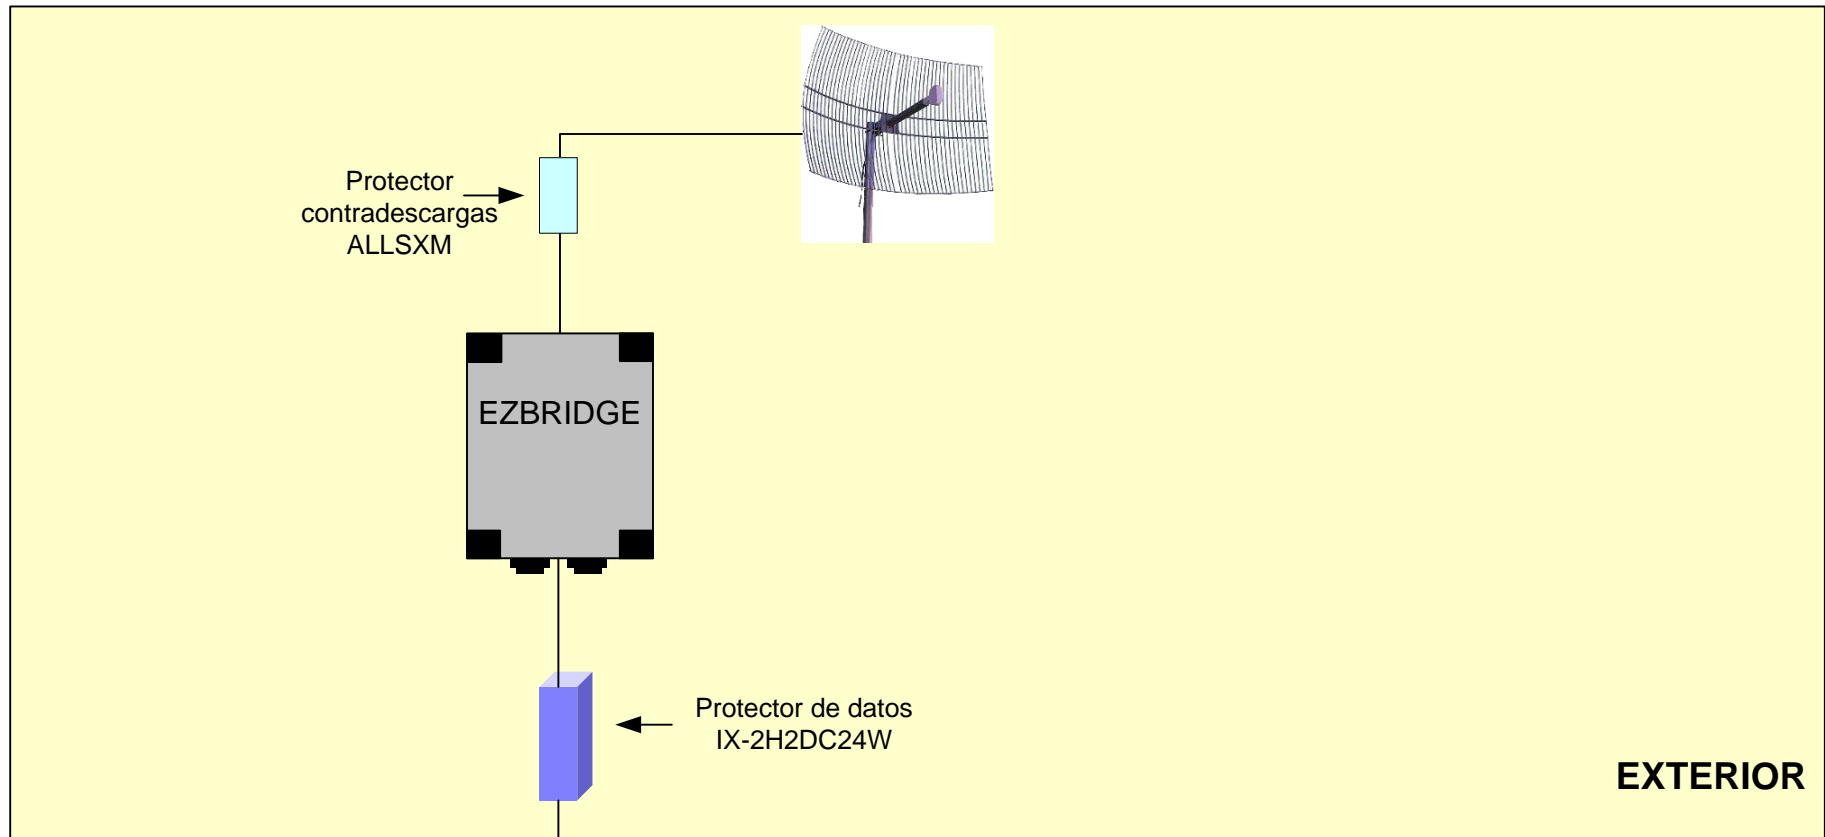 Protector
contradescargas
ALLSXM
EZBRIDGE
Protector de datos
IX-2H2DC24W
EXTERIOR